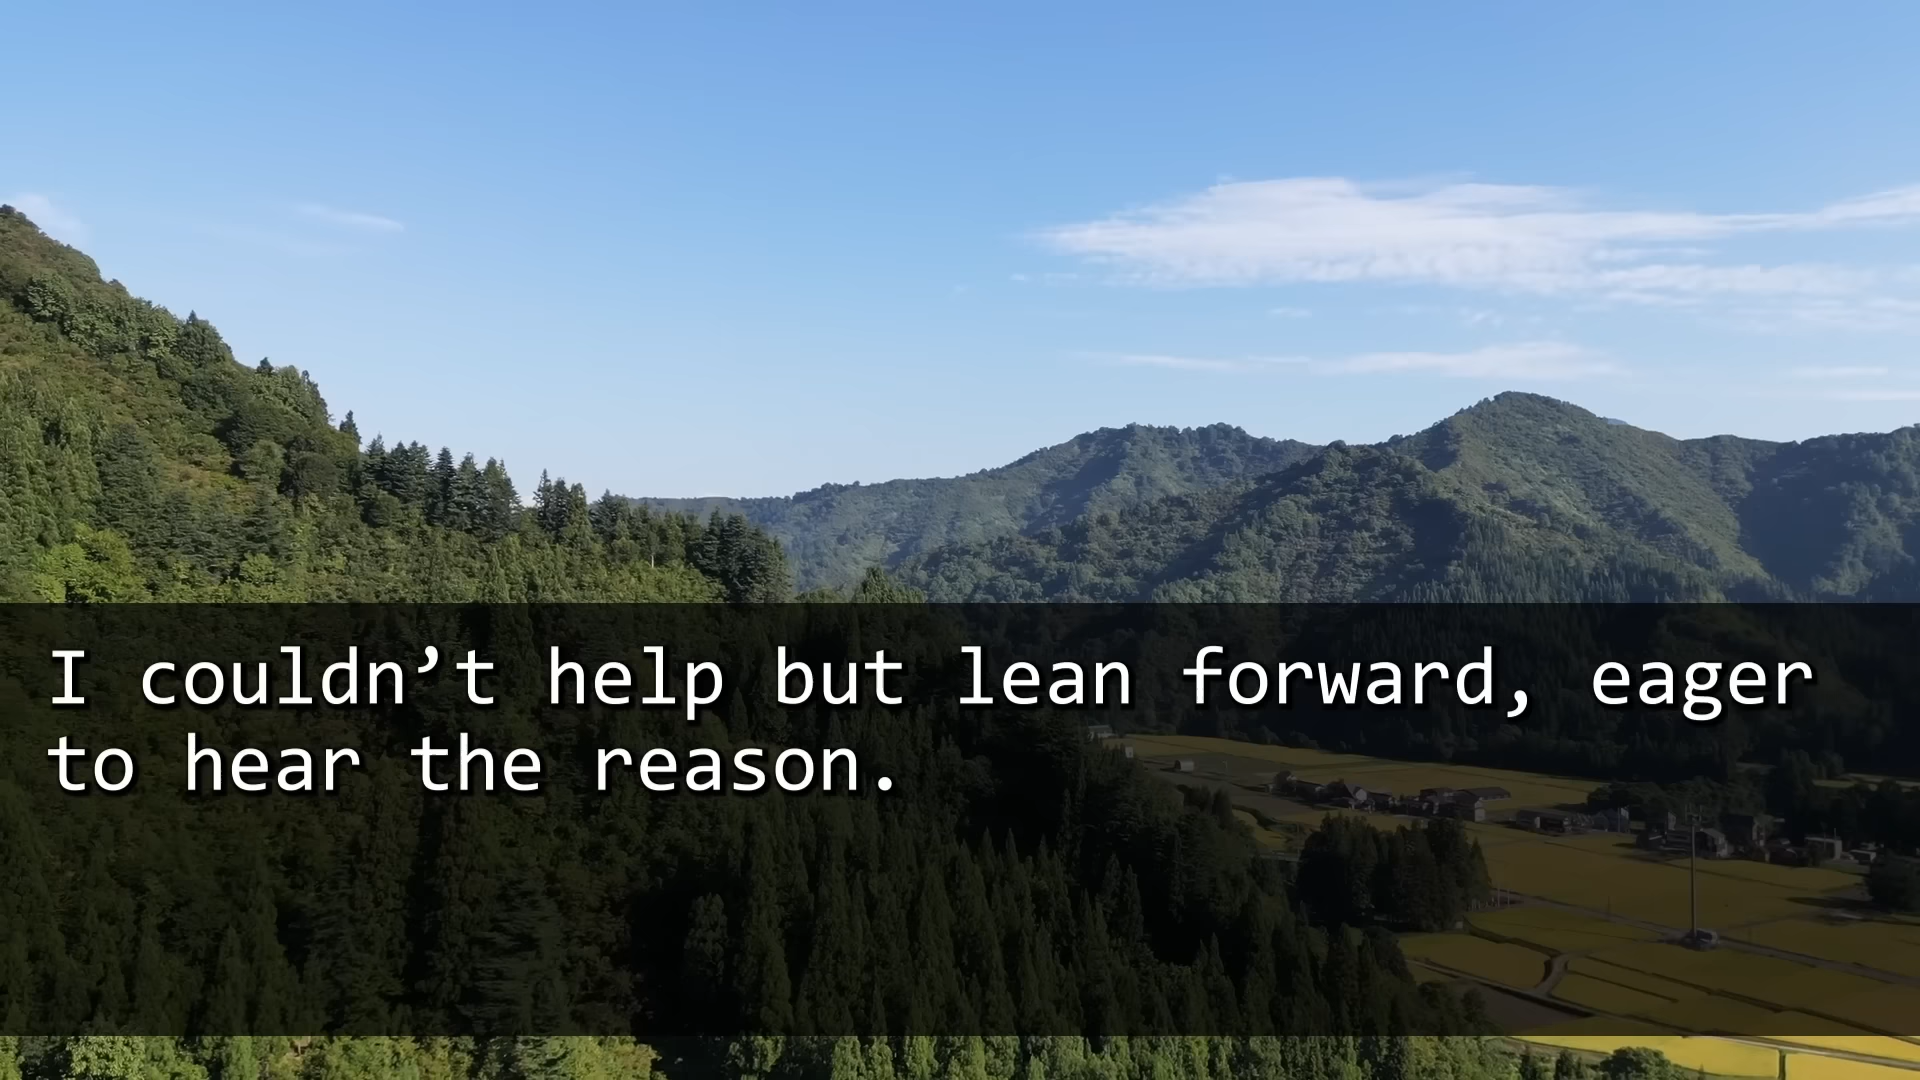 I couldn’t help but lean forward, eager
to hear the reason.